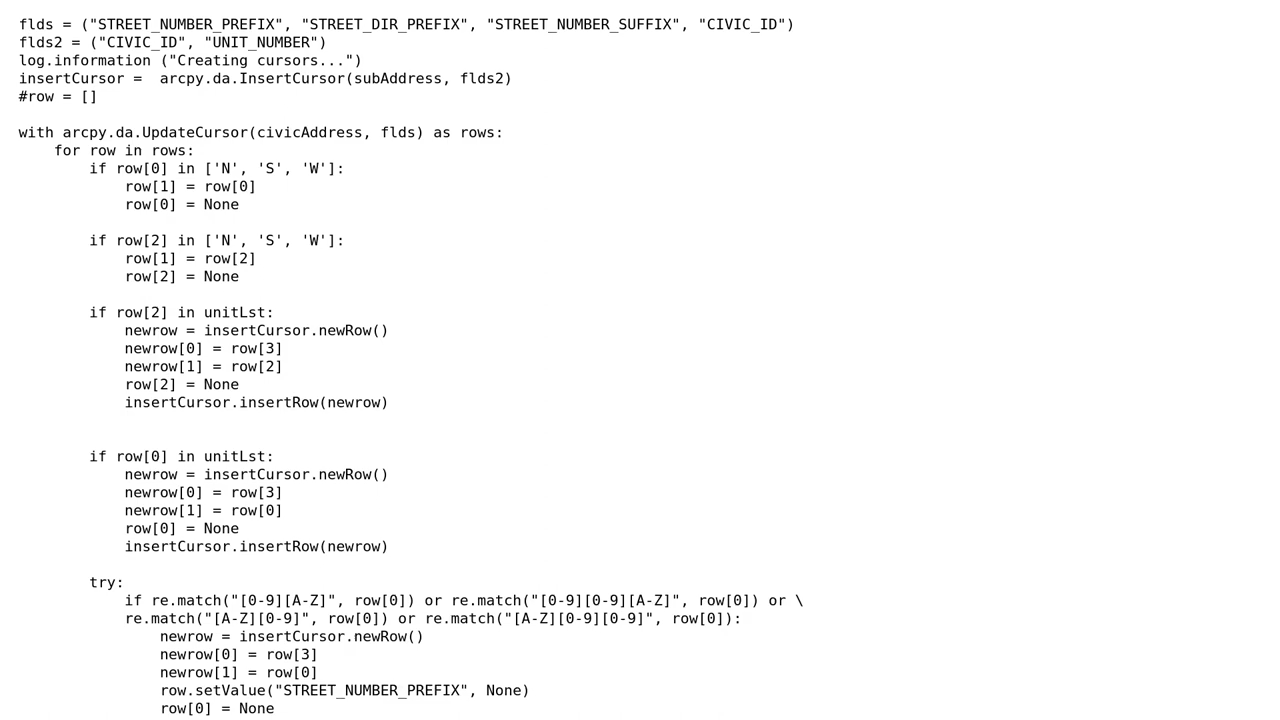 flds = ("STREET_NUMBER_PREFIX", "STREET_DIR_PREFIX", "STREET_NUMBER_SUFFIX", "CIVIC_ID")
flds2 = ("CIVIC_ID", "UNIT_NUMBER")
log.information ("Creating cursors...")
insertCursor =  arcpy.da.InsertCursor(subAddress, flds2)
#row = []

with arcpy.da.UpdateCursor(civicAddress, flds) as rows:
    for row in rows:
        if row[0] in ['N', 'S', 'W']:
            row[1] = row[0]
            row[0] = None

        if row[2] in ['N', 'S', 'W']:
            row[1] = row[2]
            row[2] = None

        if row[2] in unitLst:
            newrow = insertCursor.newRow()
            newrow[0] = row[3]
            newrow[1] = row[2]
            row[2] = None
            insertCursor.insertRow(newrow)


        if row[0] in unitLst:
            newrow = insertCursor.newRow()
            newrow[0] = row[3]
            newrow[1] = row[0]
            row[0] = None
            insertCursor.insertRow(newrow)

        try:
            if re.match("[0-9][A-Z]", row[0]) or re.match("[0-9][0-9][A-Z]", row[0]) or \
            re.match("[A-Z][0-9]", row[0]) or re.match("[A-Z][0-9][0-9]", row[0]):
                newrow = insertCursor.newRow()
                newrow[0] = row[3]
                newrow[1] = row[0]
                row.setValue("STREET_NUMBER_PREFIX", None)
                row[0] = None